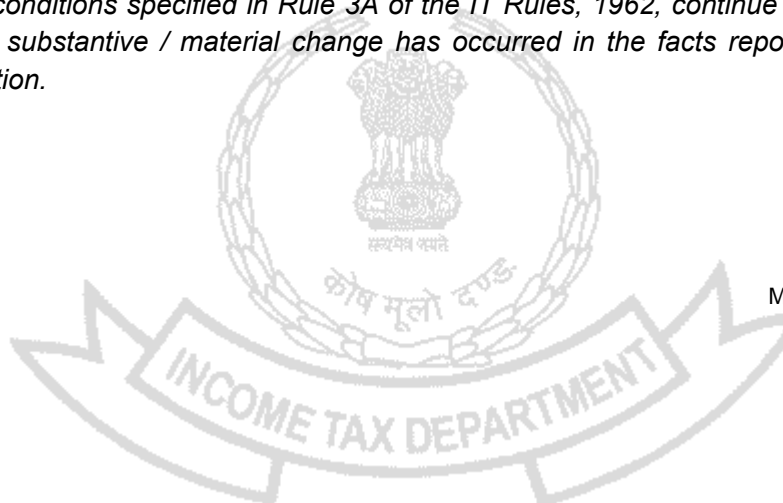 conditions specified in Rule 3A of the IT Rules, 1962, continue
substantive / material change has occurred in the facts repo
tion.
सत्यमेव जयते
कोष मूलो दण्डः
M
INCOME TAX DEPARTMENT